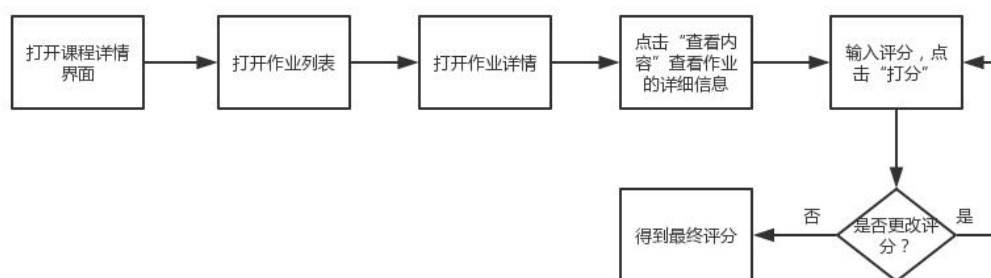 打开课程详情
界面
打开作业列表
打开作业详情
点击“查看内
容”查看作业
的详细信息
输入评分，点
击“打分”
是否更改评
分？
否
是
得到最终评分